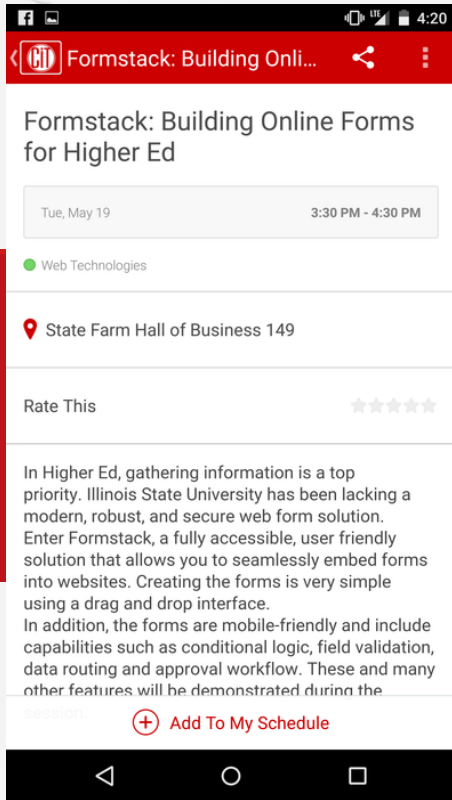 LTE 4:20
CIT Formstack: Building Onli...
Formstack: Building Online Forms
for Higher Ed
Tue, May 19 3:30 PM - 4:30 PM
Web Technologies
State Farm Hall of Business 149
Rate This
In Higher Ed, gathering information is a top
priority. Illinois State University has been lacking a
modern, robust, and secure web form solution.
Enter Formstack, a fully accessible, user friendly
solution that allows you to seamlessly embed forms
into websites. Creating the forms is very simple
using a drag and drop interface.
In addition, the forms are mobile-friendly and include
capabilities such as conditional logic, field validation,
data routing and approval workflow. These and many
other features will be demonstrated during the
session.
Add To My Schedule